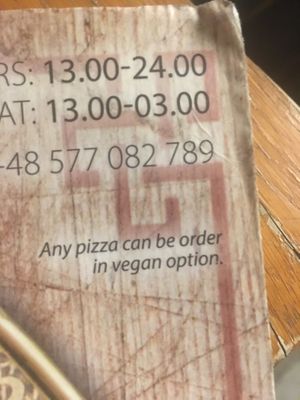 RS: 13.00-24.00
AT: 13.00-03.00
-48 577 082 789
Any pizza can be order
in vegan option.